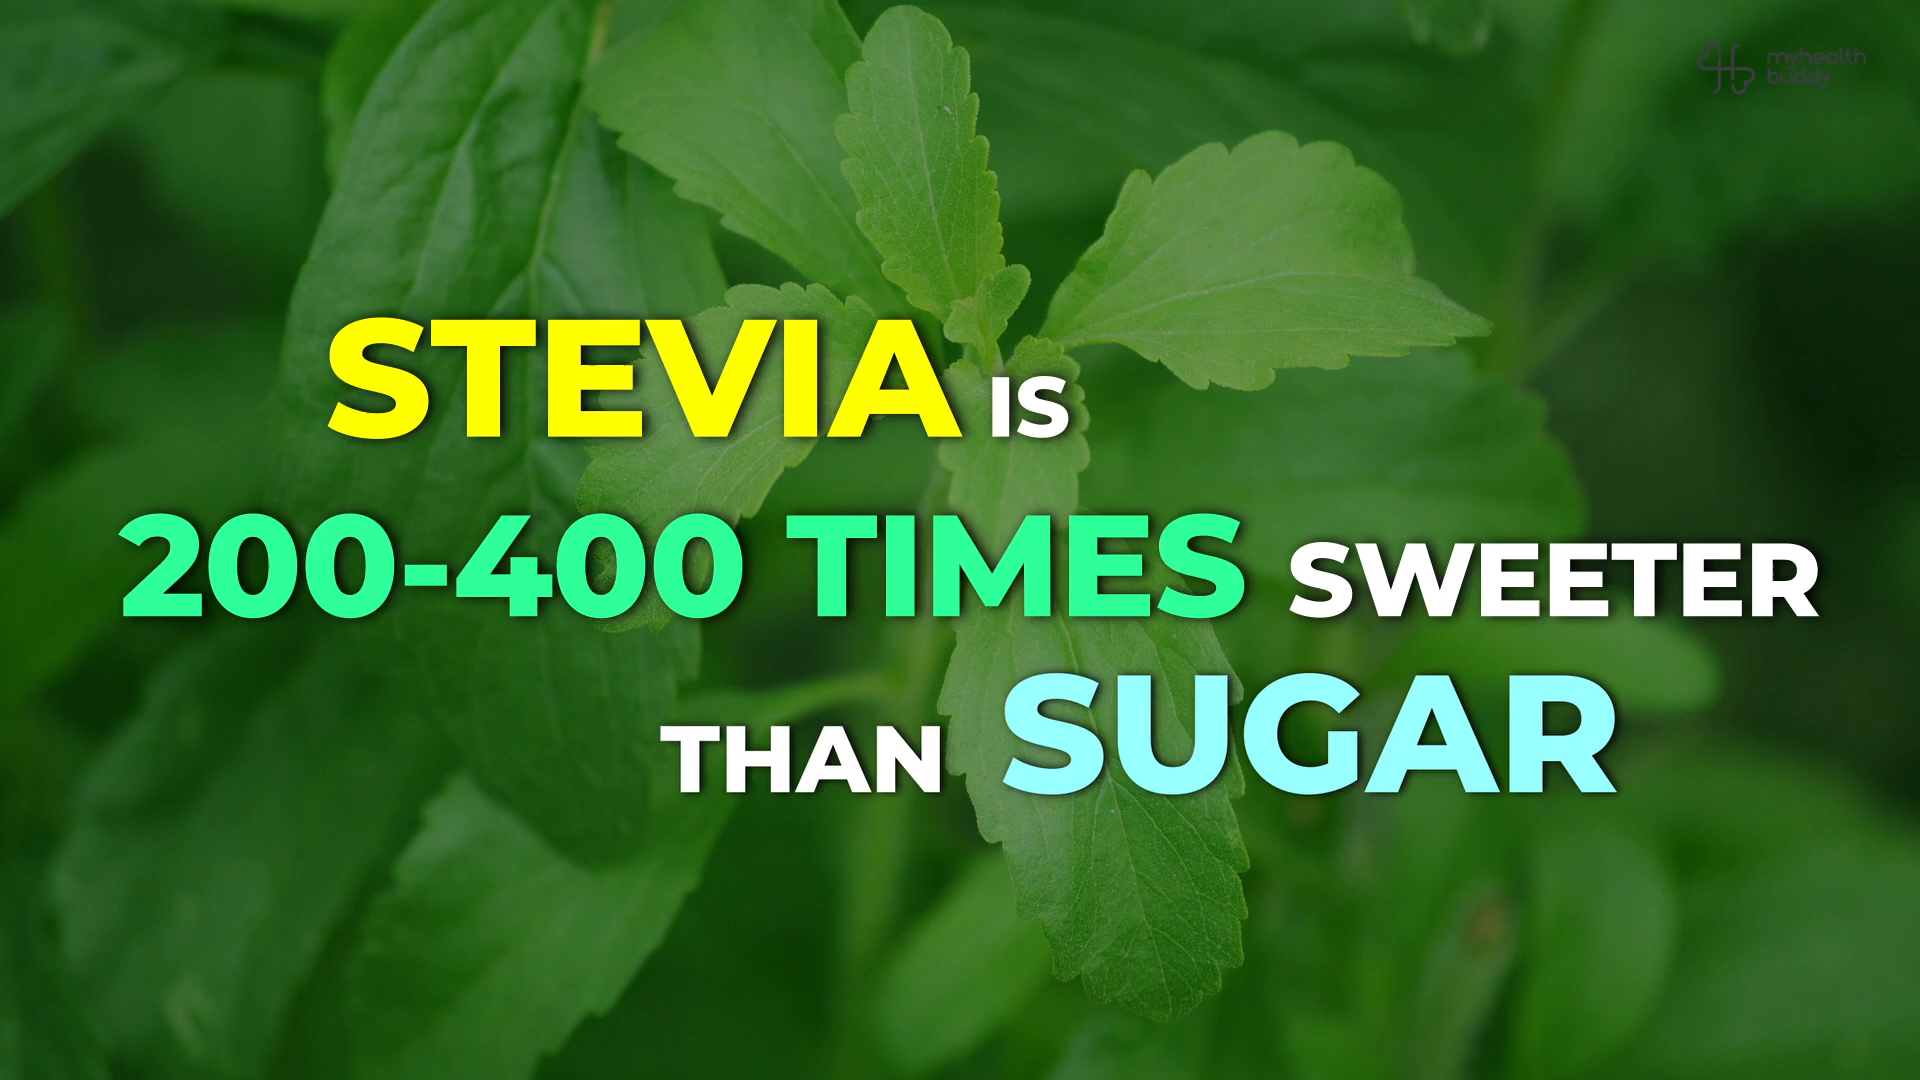 myhealth
buddy
STEVIA IS
200-400 TIMES SWEETER
THAN SUGAR